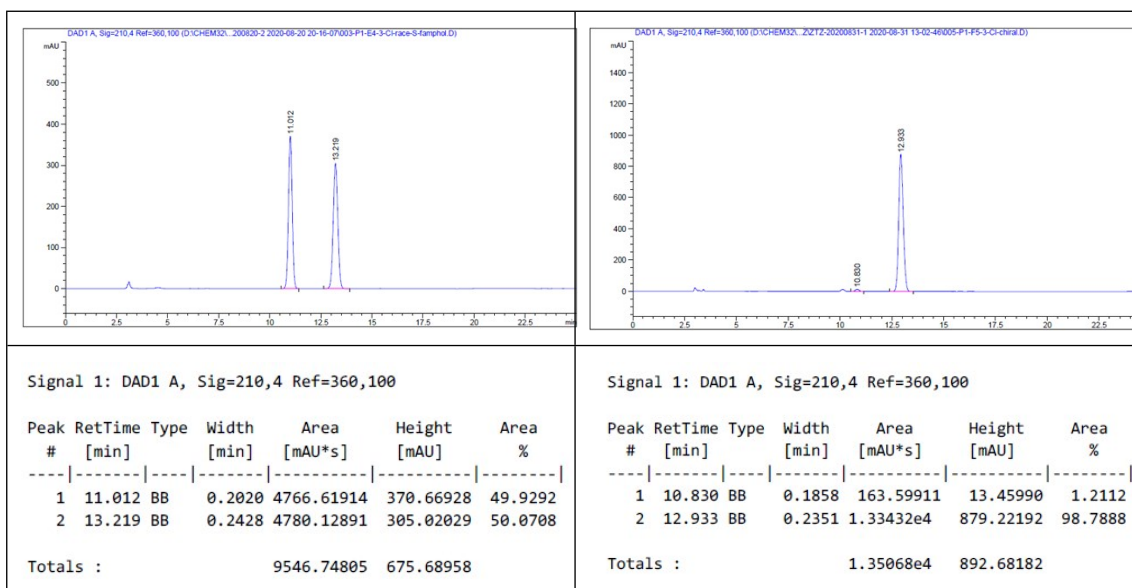 DAD1 A, Sig=210,4 Ref=360,100 (D:\CHEM32\...200820-2 2020-08-20 20-16-07\003-P1-E4-3-Cl-race-S-famphol.D)
mAU
500
400
300
200
100
0
11.012
13.219
0 2.5 5 7.5 10 12.5 15 17.5 20 22.5 min
DAD1 A, Sig=210,4 Ref=360,100 (D:\CHEM32\...Z\ZTZ-20200831-1 2020-08-31 13-02-46\005-P1-F5-3-Cl-chiral.D)
mAU
1400
1200
1000
800
600
400
200
0
10.830
12.933
0 2.5 5 7.5 10 12.5 15 17.5 20 22.5
Signal 1: DAD1 A, Sig=210,4 Ref=360,100
Peak RetTime Type Width Area Height Area
# [min] [min] [mAU*s] [mAU] %
----|-------|----|-------|----------|----------|--------|
1 11.012 BB 0.2020 4766.61914 370.66928 49.9292
2 13.219 BB 0.2428 4780.12891 305.02029 50.0708
Totals : 9546.74805 675.68958
Signal 1: DAD1 A, Sig=210,4 Ref=360,100
Peak RetTime Type Width Area Height Area
# [min] [min] [mAU*s] [mAU] %
----|-------|----|-------|----------|----------|--------|
1 10.830 BB 0.1858 163.59911 13.45990 1.2112
2 12.933 BB 0.2351 1.33432e4 879.22192 98.7888
Totals : 1.35068e4 892.68182